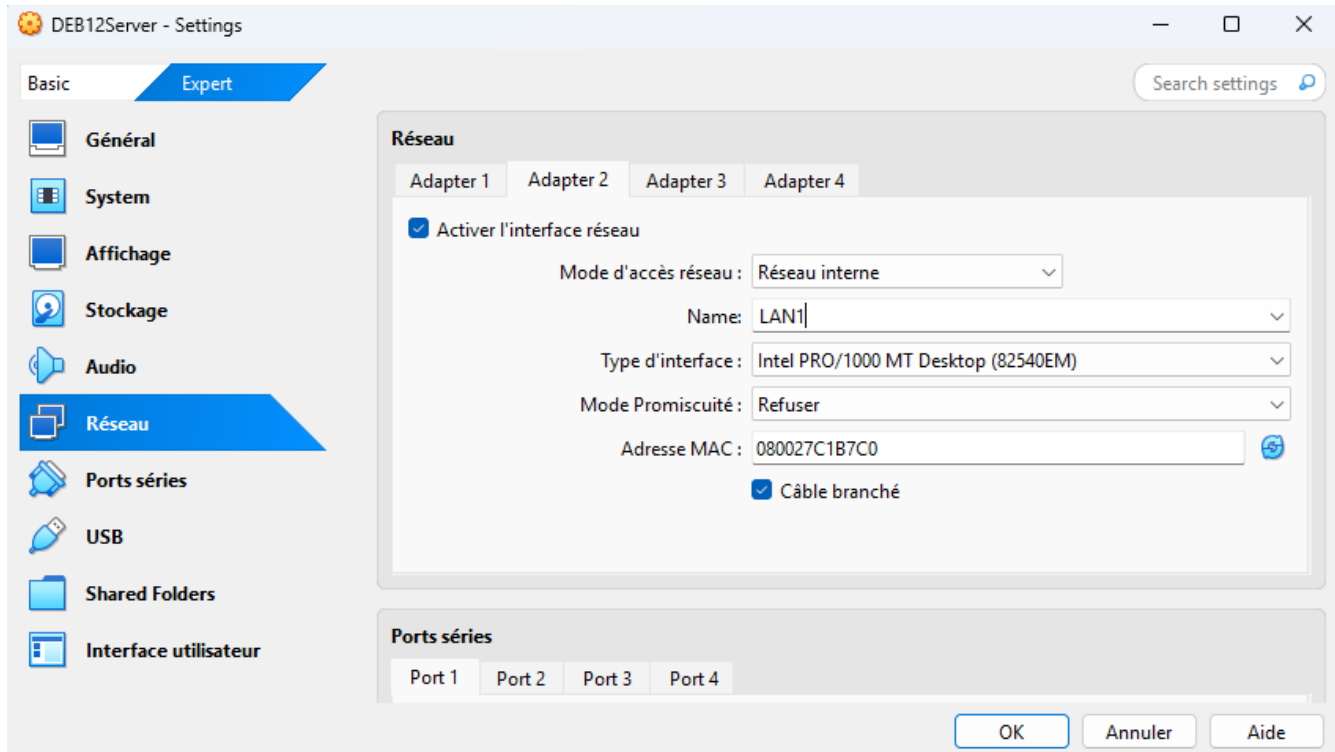 DEB12Server - Settings
Basic
Expert
Search settings
Général
System
Affichage
Stockage
Audio
Réseau
Ports séries
USB
Shared Folders
Interface utilisateur
Réseau
Adapter 1
Adapter 2
Adapter 3
Adapter 4
Activer l'interface réseau
Mode d'accès réseau : Réseau interne
Name: LAN1
Type d'interface : Intel PRO/1000 MT Desktop (82540EM)
Mode Promiscuité : Refuser
Adresse MAC : 080027C1B7C0
Câble branché
Ports séries
Port 1
Port 2
Port 3
Port 4
OK
Annuler
Aide